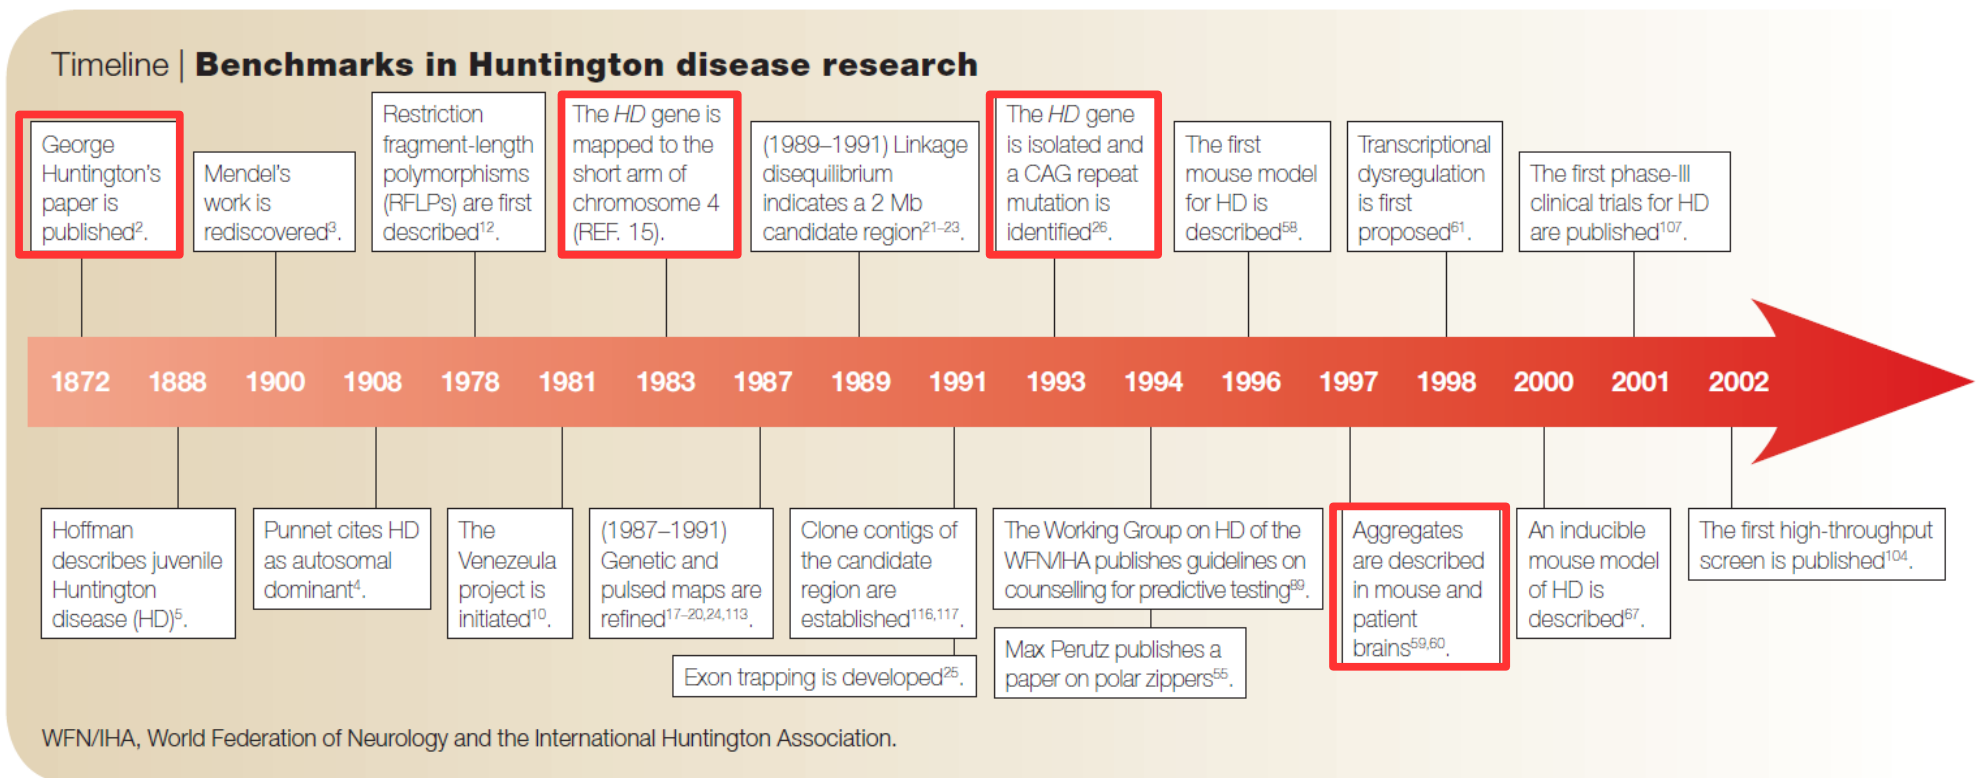 Timeline | Benchmarks in Huntington disease research
George
Huntington's
paper is
published2.
Mendel's
work is
rediscovered3.
Restriction
fragment-length
polymorphisms
(RFLPs) are first
described12.
The HD gene is
mapped to the
short arm of
chromosome 4
(REF. 15).
(1989–1991) Linkage
disequilibrium
indicates a 2 Mb
candidate region21–23.
The HD gene
is isolated and
a CAG repeat
mutation is
identified26.
The first
mouse model
for HD is
described58.
Transcriptional
dysregulation
is first
proposed61.
The first phase-III
clinical trials for HD
are published107.
1872 1888 1900 1908 1978 1981 1983 1987 1989 1991 1993 1994 1996 1997 1998 2000 2001 2002
Hoffman
describes juvenile
Huntington
disease (HD)5.
Punnet cites HD
as autosomal
dominant4.
The
Venezeula
project is
initiated10.
(1987–1991)
Genetic and
pulsed maps are
refined17–20,24,113.
Clone contigs of
the candidate
region are
established116,117.
Exon trapping is developed25.
The Working Group on HD of the
WFN/IHA publishes guidelines on
counselling for predictive testing89.
Max Perutz publishes a
paper on polar zippers55.
Aggregates
are described
in mouse and
patient
brains59,60.
An inducible
mouse model
of HD is
described67.
The first high-throughput
screen is published104.
WFN/IHA, World Federation of Neurology and the International Huntington Association.